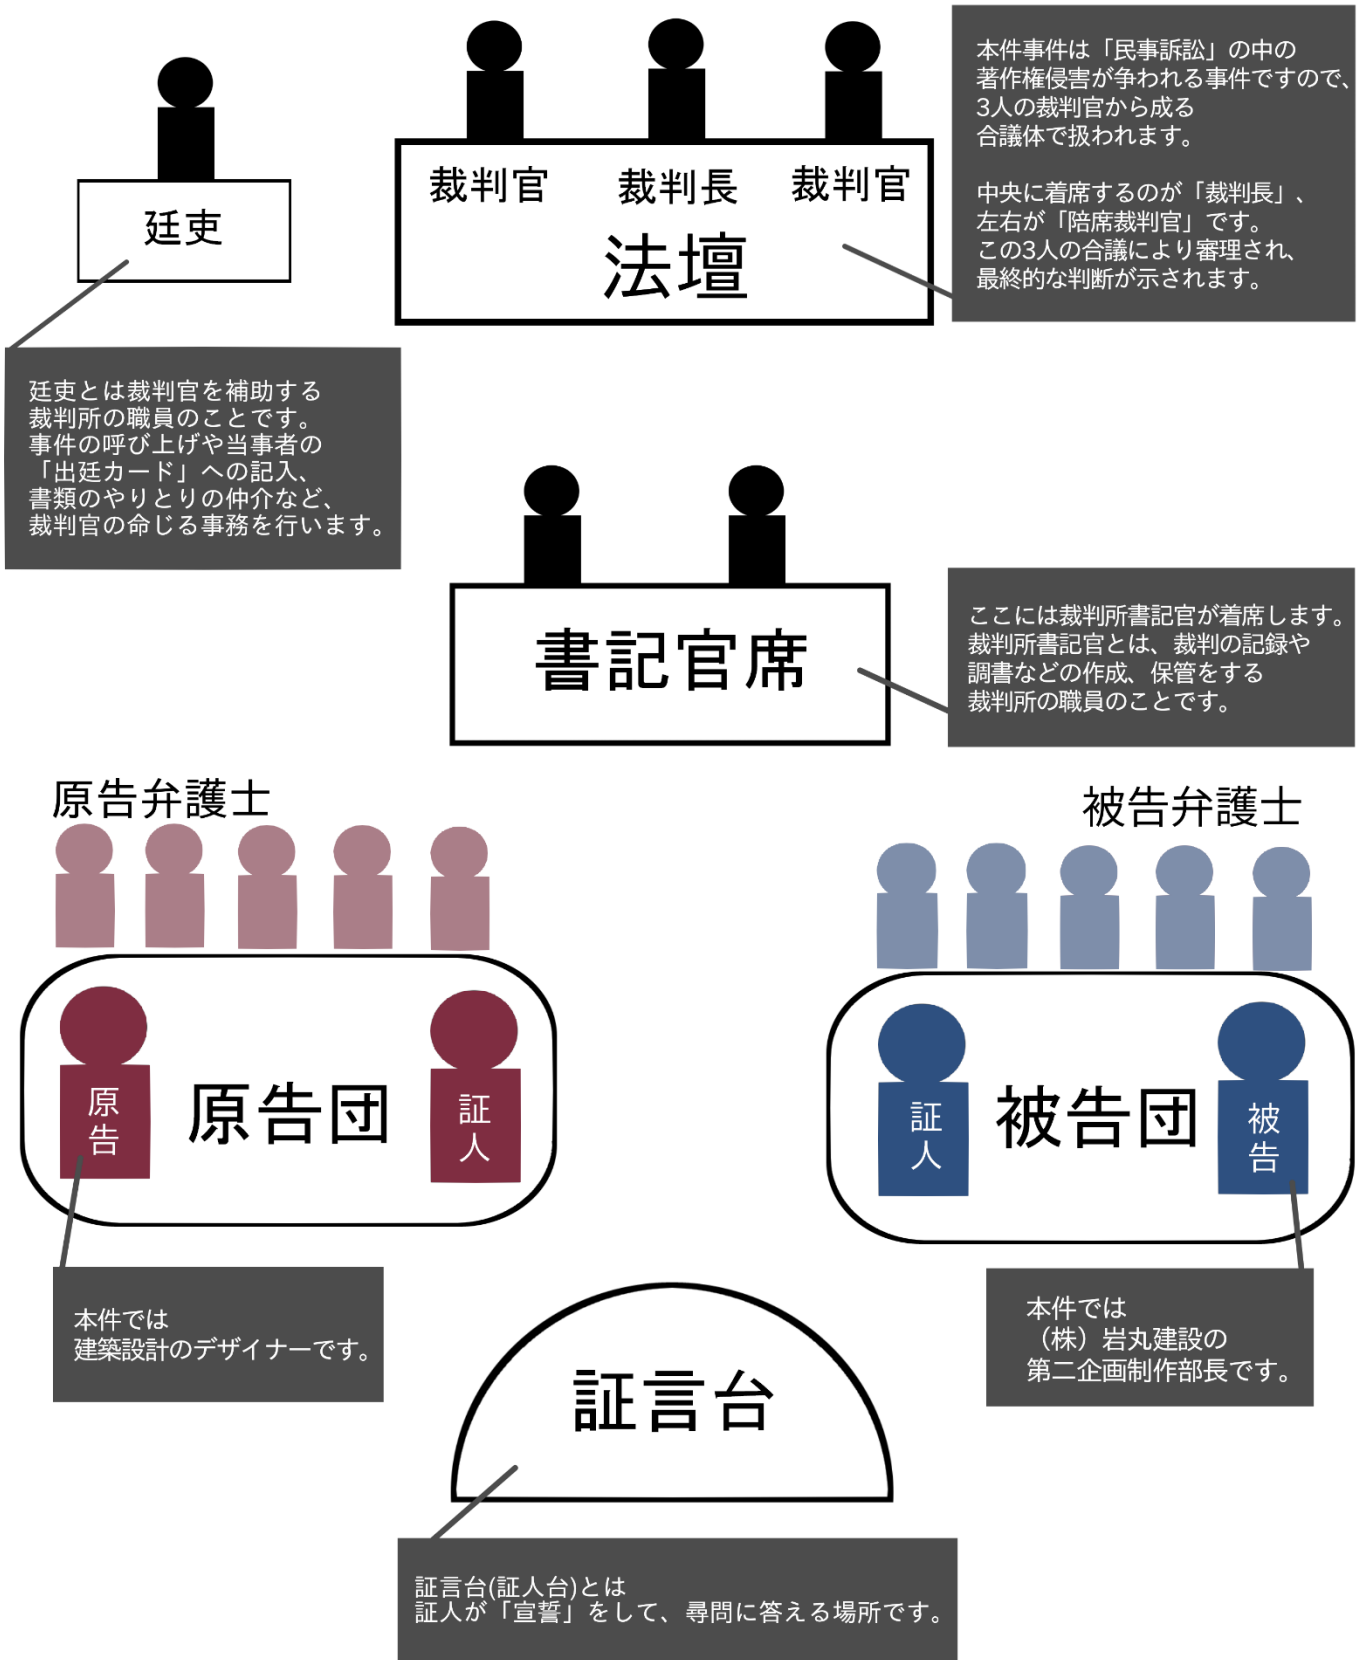 本件事件は「民事訴訟」の中の
著作権侵害が争われる事件ですので、
3人の裁判官から成る
合議体で扱われます。
中央に着席するのが「裁判長」、
左右が「陪席裁判官」です。
この3人の合議により審理され、
最終的な判断が示されます。
裁判官
裁判長
裁判官
法壇
廷吏
廷吏とは裁判官を補助する
裁判所の職員のことです。
事件の呼び上げや当事者の
「出廷カード」への記入、
書類のやりとりの仲介など、
裁判官の命じる事務を行います。
書記官席
ここには裁判所書記官が着席します。
裁判所書記官とは、裁判の記録や
調書などの作成、保管をする
裁判所の職員のことです。
原告弁護士
被告弁護士
原告
原告団
証人
証人
被告団
被告
本件では
建築設計のデザイナーです。
本件では
（株）岩丸建設の
第二企画制作部長です。
証言台
証言台(証人台)とは
証人が「宣誓」をして、尋問に答える場所です。